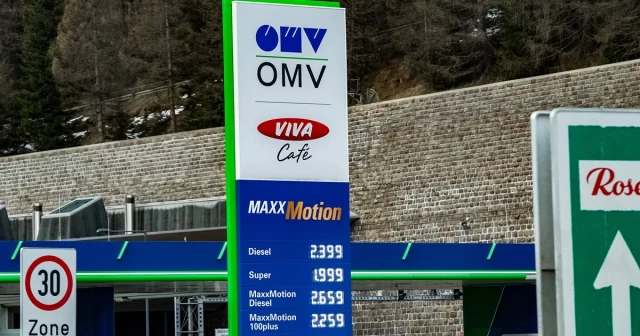 OMV
OMV
VIVA
Café
MAXXMotion
Diesel 2.399
Super 1.999
MaxxMotion Diesel 2.659
MaxxMotion 100plus 2.259
30
Zone